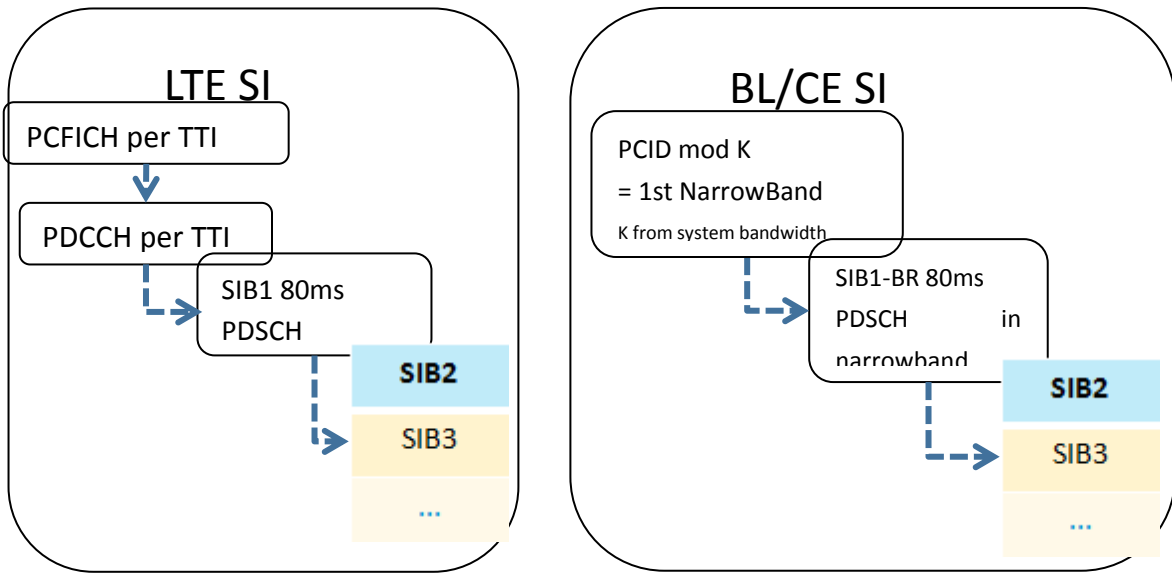 LTE SI
PCFICH per TTI
PDCCH per TTI
SIB1 80ms
PDSCH
SIB2
SIB3
...
BL/CE SI
PCID mod K
= 1st NarrowBand
K from system bandwidth
SIB1-BR 80ms
PDSCH in
narrowband
SIB2
SIB3
...